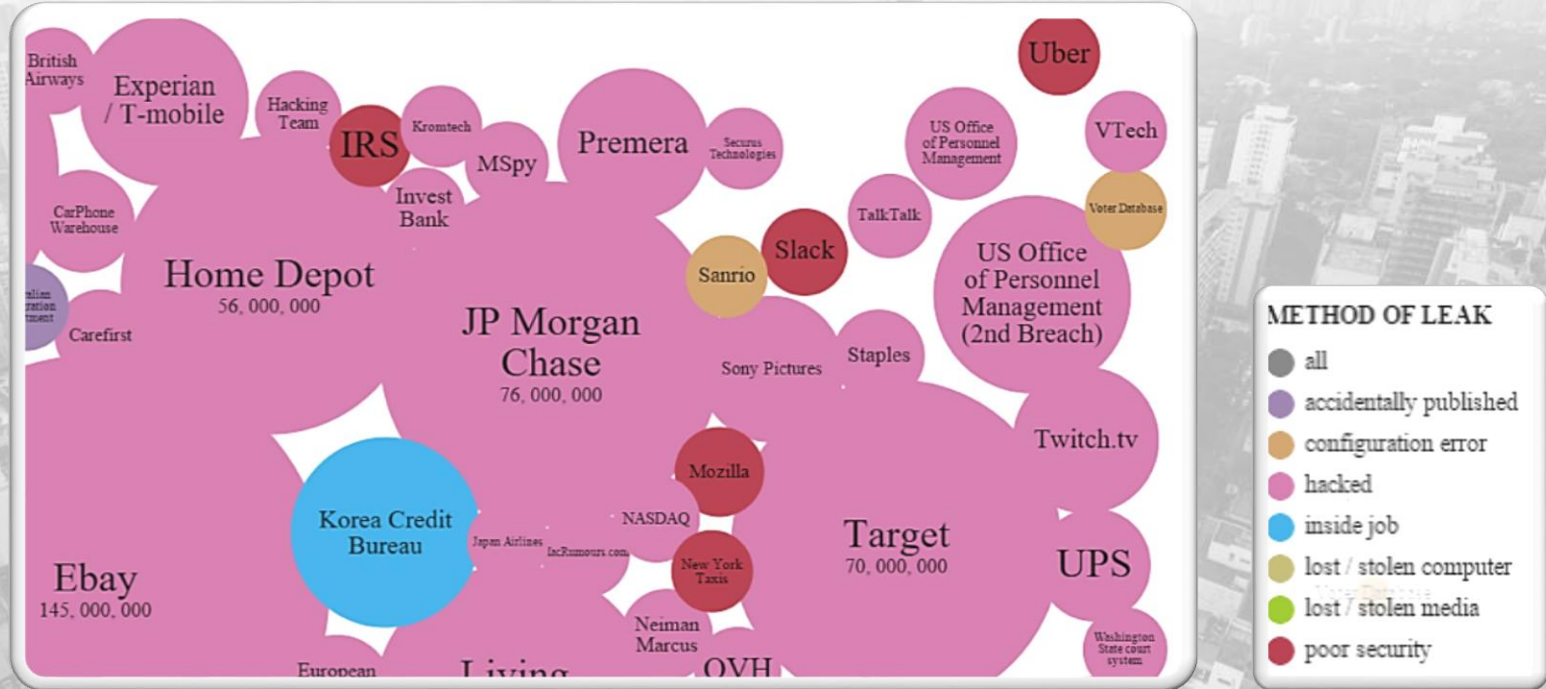 British
Airways
Experian
/ T-mobile
Hacking
Team
IRS
Kromtech
MSpy
Invest
Bank
Premera
Securus
Technologies
US Office
of Personnel
Management
Uber
VTech
Voter Database
TalkTalk
Slack
Sanrio
CarPhone
Warehouse
Carefirst
Home Depot
56, 000, 000
JP Morgan
Chase
76, 000, 000
US Office
of Personnel
Management
(2nd Breach)
Sony Pictures
Staples
Twitch.tv
Mozilla
NASDAQ
New York
Taxis
Korea Credit
Bureau
Japan Airlines
acRumours.com
Ebay
145, 000, 000
Target
70, 000, 000
UPS
Neiman
Marcus
Washington
State court
system
European
Living
OVH
METHOD OF LEAK
all
accidentally published
configuration error
hacked
inside job
lost / stolen computer
lost / stolen media
poor security